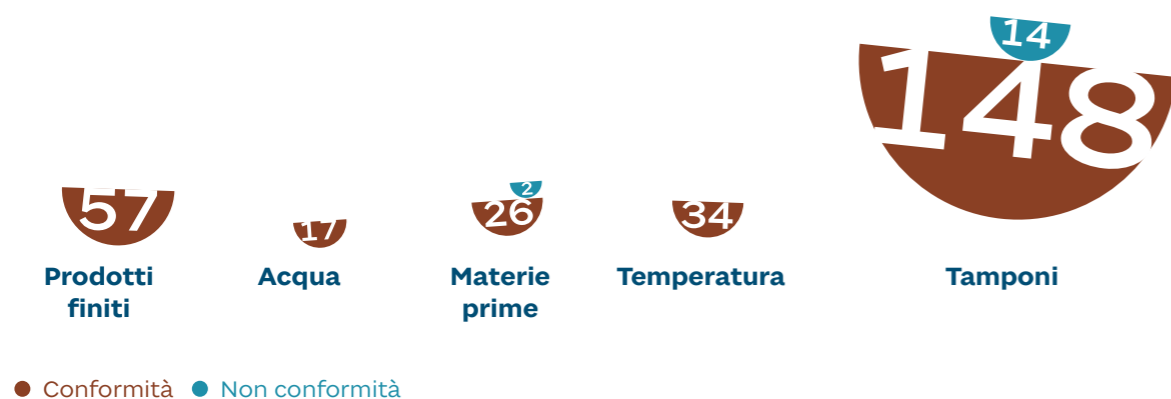 14
148
57
17
2
26
34
Prodotti
finiti
Acqua
Materie
prime
Temperatura
Tamponi
Conformità
Non conformità